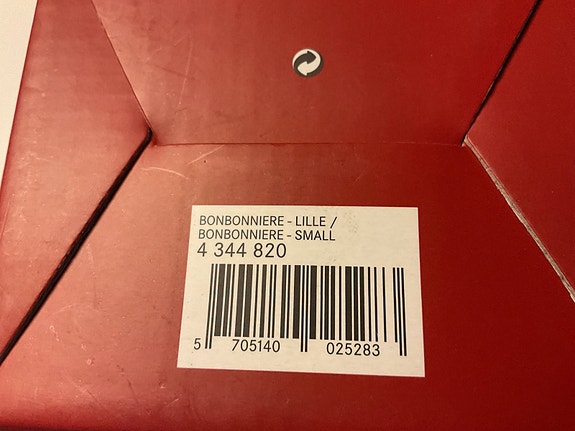 BONBONNIERE - LILLE /
BONBONNIERE - SMALL
4 344 820
5 705140 025283